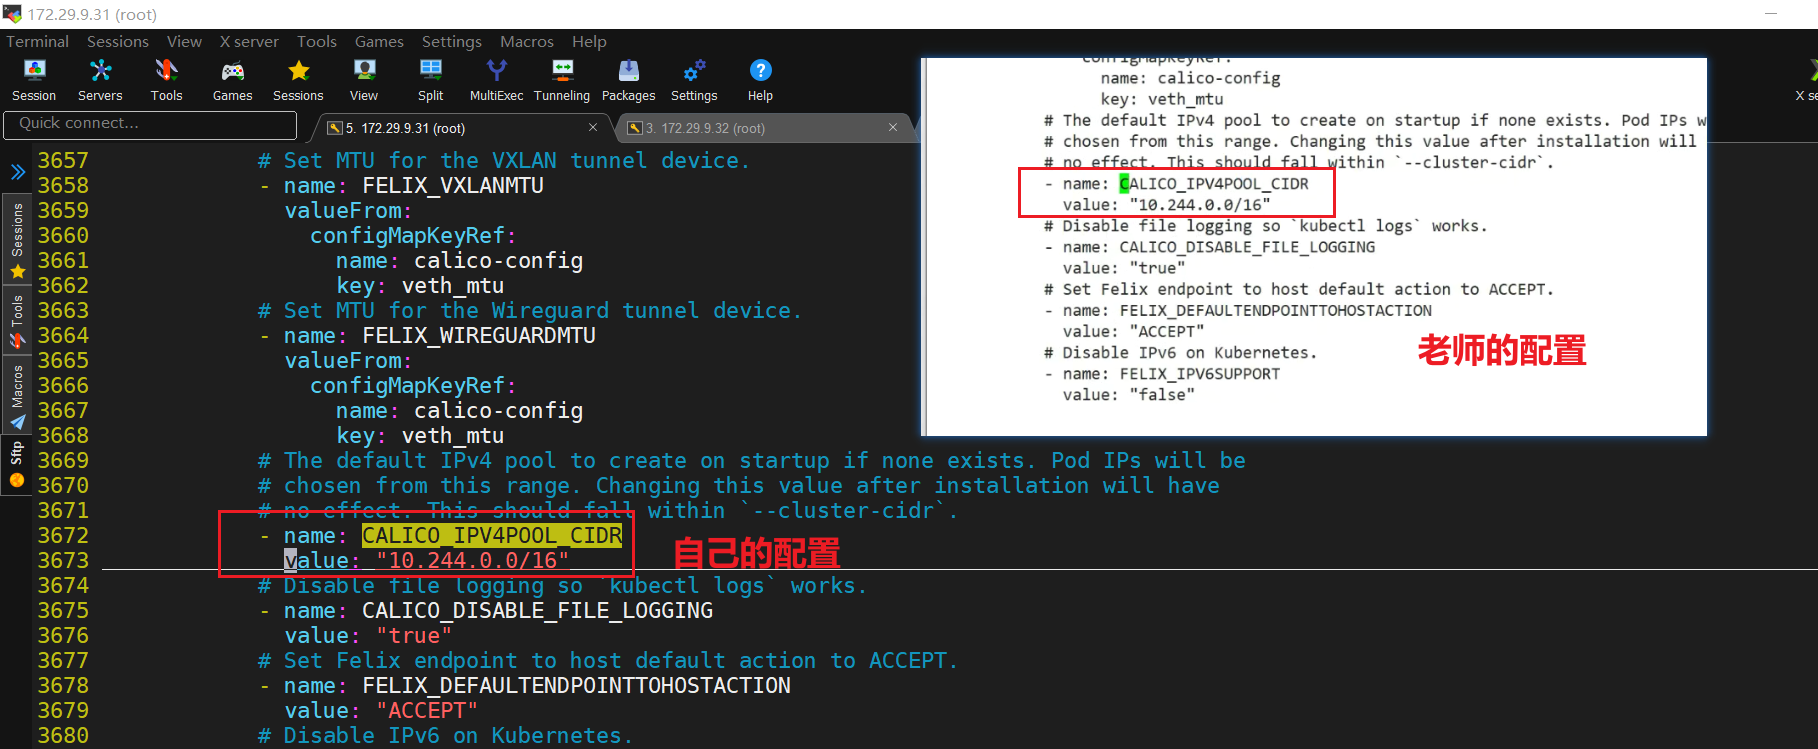 172.29.9.31 (root)
Terminal Sessions View X server Tools Games Settings Macros Help
Session Servers Tools Games Sessions View Split MultiExec Tunneling Packages Settings Help
Quick connect...
5. 172.29.9.31 (root)
3. 172.29.9.32 (root)
Sessions
Tools
Macros
Sftp
3657 # Set MTU for the VXLAN tunnel device.
3658 - name: FELIX_VXLANMTU
3659 valueFrom:
3660 configMapKeyRef:
3661 name: calico-config
3662 key: veth_mtu
3663 # Set MTU for the Wireguard tunnel device.
3664 - name: FELIX_WIREGUARDMTU
3665 valueFrom:
3666 configMapKeyRef:
3667 name: calico-config
3668 key: veth_mtu
3669 # The default IPv4 pool to create on startup if none exists. Pod IPs will be
3670 # chosen from this range. Changing this value after installation will have
3671 # no effect. This should fall within `--cluster-cidr`.
3672 - name: CALICO_IPV4POOL_CIDR
3673 value: "10.244.0.0/16"
自己的配置
3674 # Disable file logging so `kubectl logs` works.
3675 - name: CALICO_DISABLE_FILE_LOGGING
3676 value: "true"
3677 # Set Felix endpoint to host default action to ACCEPT.
3678 - name: FELIX_DEFAULTENDPOINTTOHOSTACTION
3679 value: "ACCEPT"
3680 # Disable IPv6 on Kubernetes.
configMapKeyRef:
name: calico-config
key: veth_mtu
# The default IPv4 pool to create on startup if none exists. Pod IPs w
# chosen from this range. Changing this value after installation will
# no effect. This should fall within `--cluster-cidr`.
- name: CALICO_IPV4POOL_CIDR
value: "10.244.0.0/16"
# Disable file logging so `kubectl logs` works.
- name: CALICO_DISABLE_FILE_LOGGING
value: "true"
# Set Felix endpoint to host default action to ACCEPT.
- name: FELIX_DEFAULTENDPOINTTOHOSTACTION
value: "ACCEPT"
# Disable IPv6 on Kubernetes.
- name: FELIX_IPV6SUPPORT
value: "false"
老师的配置
X se